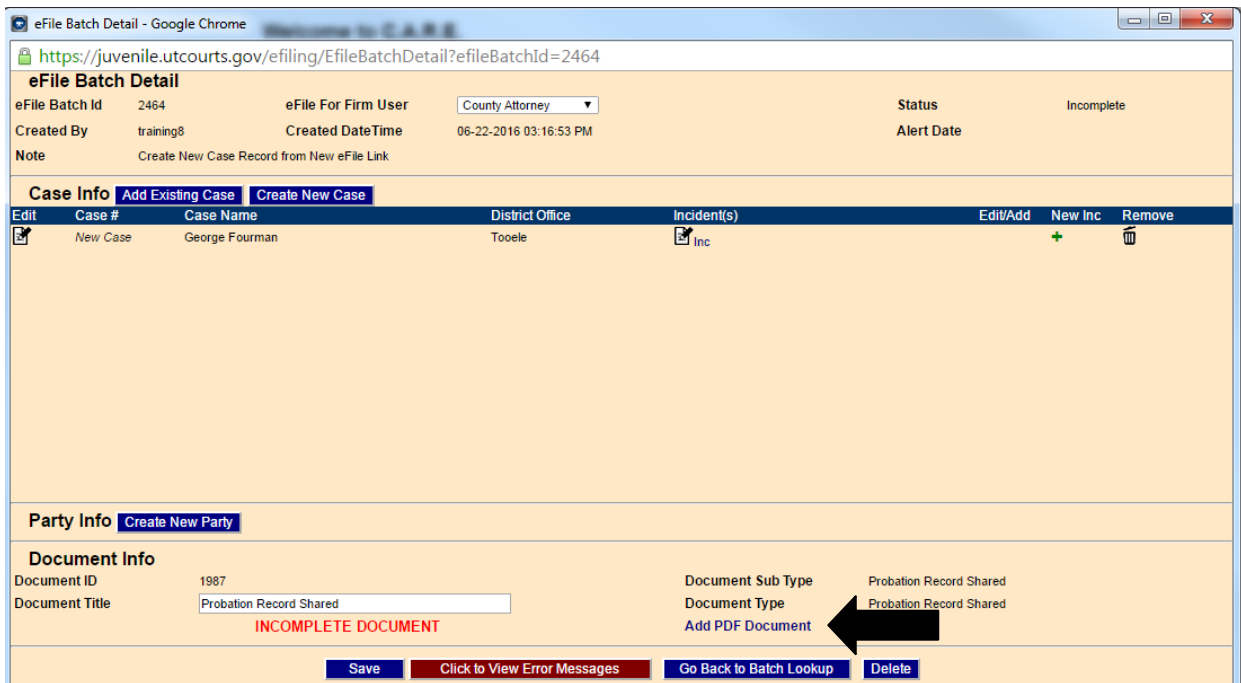 eFile Batch Detail - Google Chrome
Welcome to C.A.R.E.
https://juvenile.utcourts.gov/efiling/EfileBatchDetail?efileBatchId=2464
eFile Batch Detail
eFile Batch Id 2464 eFile For Firm User County Attorney Status Incomplete
Created By training8 Created DateTime 06-22-2016 03:16:53 PM Alert Date
Note Create New Case Record from New eFile Link
Case Info Add Existing Case Create New Case
Edit Case # Case Name District Office Incident(s) Edit/Add New Inc Remove
New Case George Fourman Tooele Inc
Party Info Create New Party
Document Info
Document ID 1987 Document Sub Type Probation Record Shared
Document Title Probation Record Shared Document Type Probation Record Shared
INCOMPLETE DOCUMENT Add PDF Document
Save Click to View Error Messages Go Back to Batch Lookup Delete